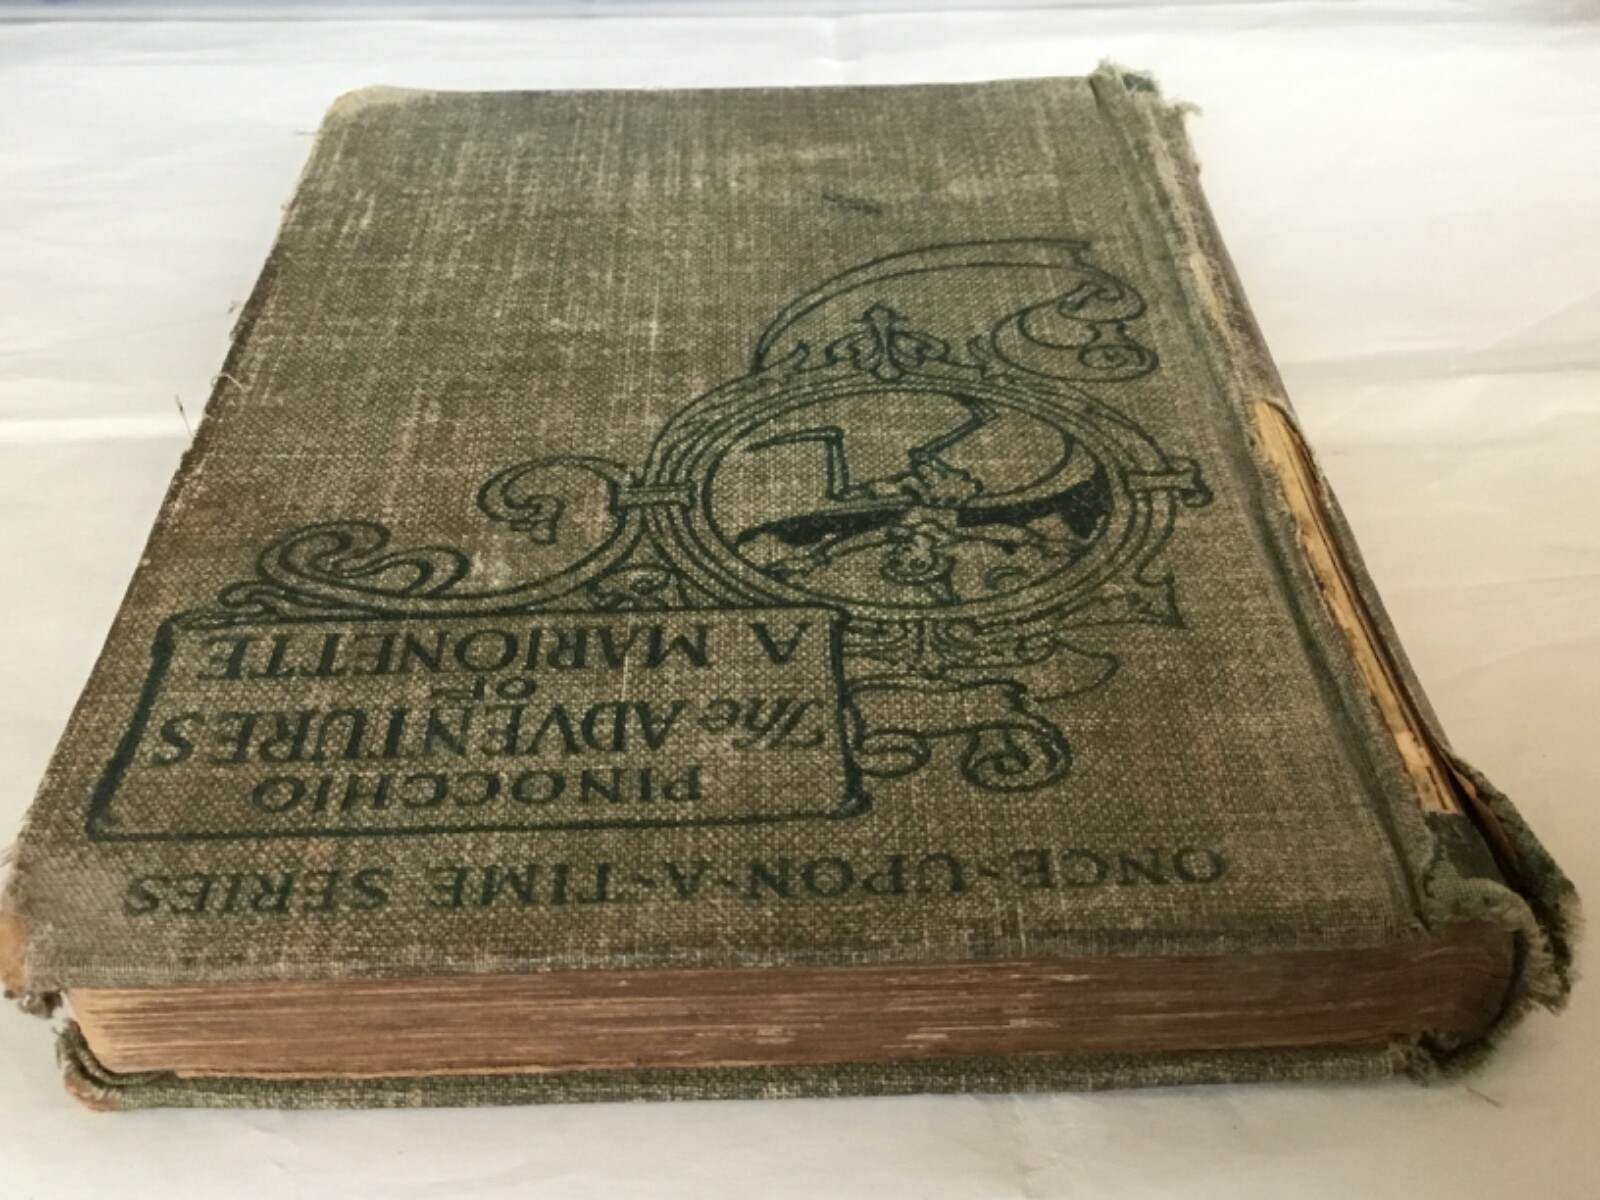 ONCE-UPON-A-TIME SERIES
PINOCCHIO
The ADVENTURES
OF
A MARIONETTE